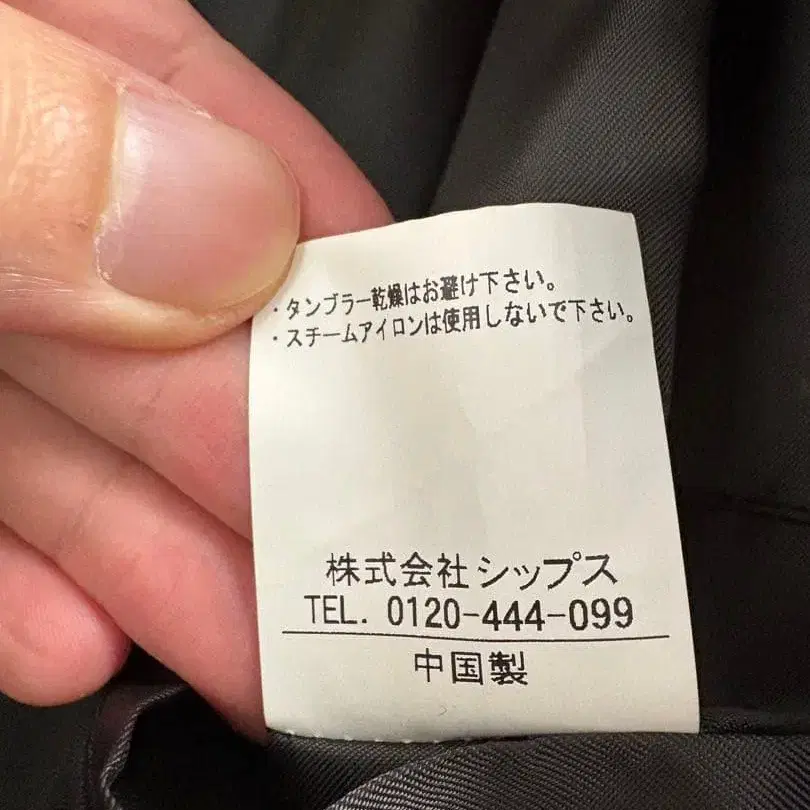 ・タンブラー乾燥はお避け下さい。
・スチームアイロンは使用しないで下さい。
株式会社シップス
TEL. 0120-444-099
中国製